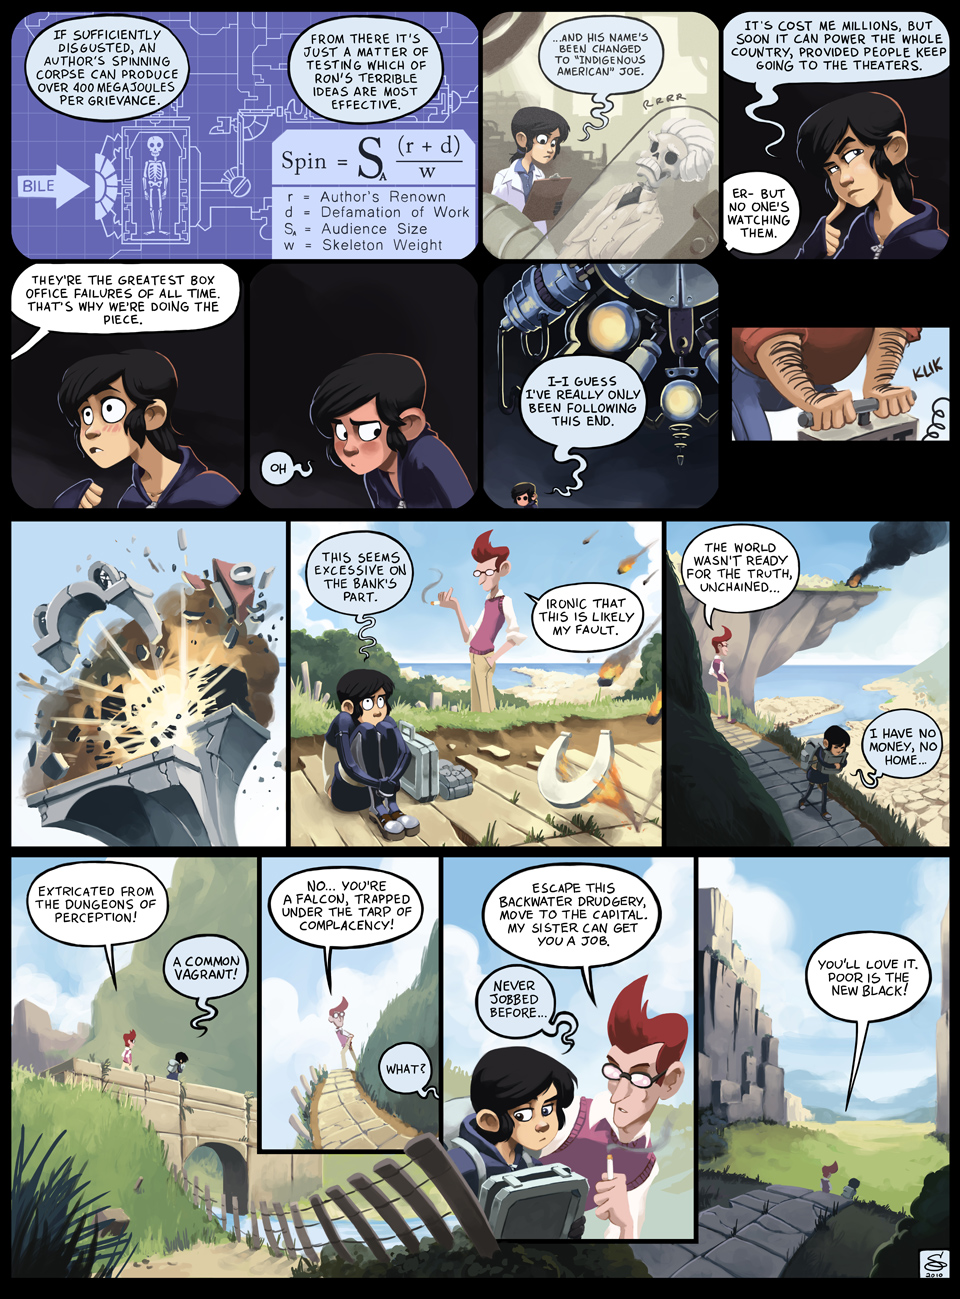 IF SUFFICIENTLY
DISGUSTED, AN
AUTHOR'S SPINNING
CORPSE CAN PRODUCE
OVER 400 MEGAJOULES
PER GRIEVANCE.
FROM THERE IT'S
JUST A MATTER OF
TESTING WHICH OF
RON'S TERRIBLE
IDEAS ARE MOST
EFFECTIVE.
BILE
Spin = S_A (r + d) / w
r = Author's Renown
d = Defamation of Work
S_A = Audience Size
w = Skeleton Weight
...AND HIS NAME'S
BEEN CHANGED
TO "INDIGENOUS
AMERICAN" JOE.
RRRR
IT'S COST ME MILLIONS, BUT
SOON IT CAN POWER THE WHOLE
COUNTRY, PROVIDED PEOPLE KEEP
GOING TO THE THEATERS.
ER- BUT
NO ONE'S
WATCHING
THEM.
THEY'RE THE GREATEST BOX
OFFICE FAILURES OF ALL TIME.
THAT'S WHY WE'RE DOING THE
PIECE.
OH
I-I GUESS
I'VE REALLY ONLY
BEEN FOLLOWING
THIS END.
KLIK
THIS SEEMS
EXCESSIVE ON
THE BANK'S
PART.
IRONIC THAT
THIS IS LIKELY
MY FAULT.
THE WORLD
WASN'T READY
FOR THE TRUTH,
UNCHAINED...
I HAVE NO
MONEY, NO
HOME...
EXTRICATED FROM
THE DUNGEONS OF
PERCEPTION!
A COMMON
VAGRANT!
NO... YOU'RE
A FALCON, TRAPPED
UNDER THE TARP OF
COMPLACENCY!
WHAT?
ESCAPE THIS
BACKWATER DRUDGERY,
MOVE TO THE CAPITAL.
MY SISTER CAN GET
YOU A JOB.
NEVER
JOBBED
BEFORE...
YOU'LL LOVE IT.
POOR IS THE
NEW BLACK!
2010